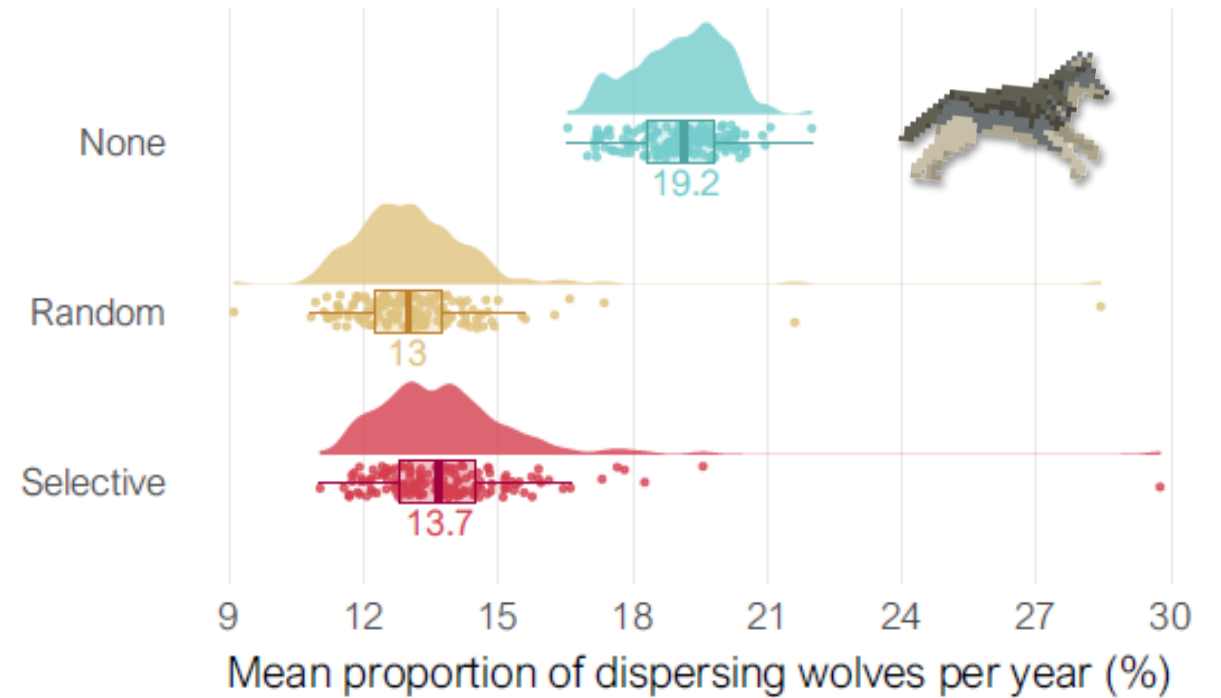 None
19.2
Random
13
Selective
13.7
9 12 15 18 21 24 27 30
Mean proportion of dispersing wolves per year (%)